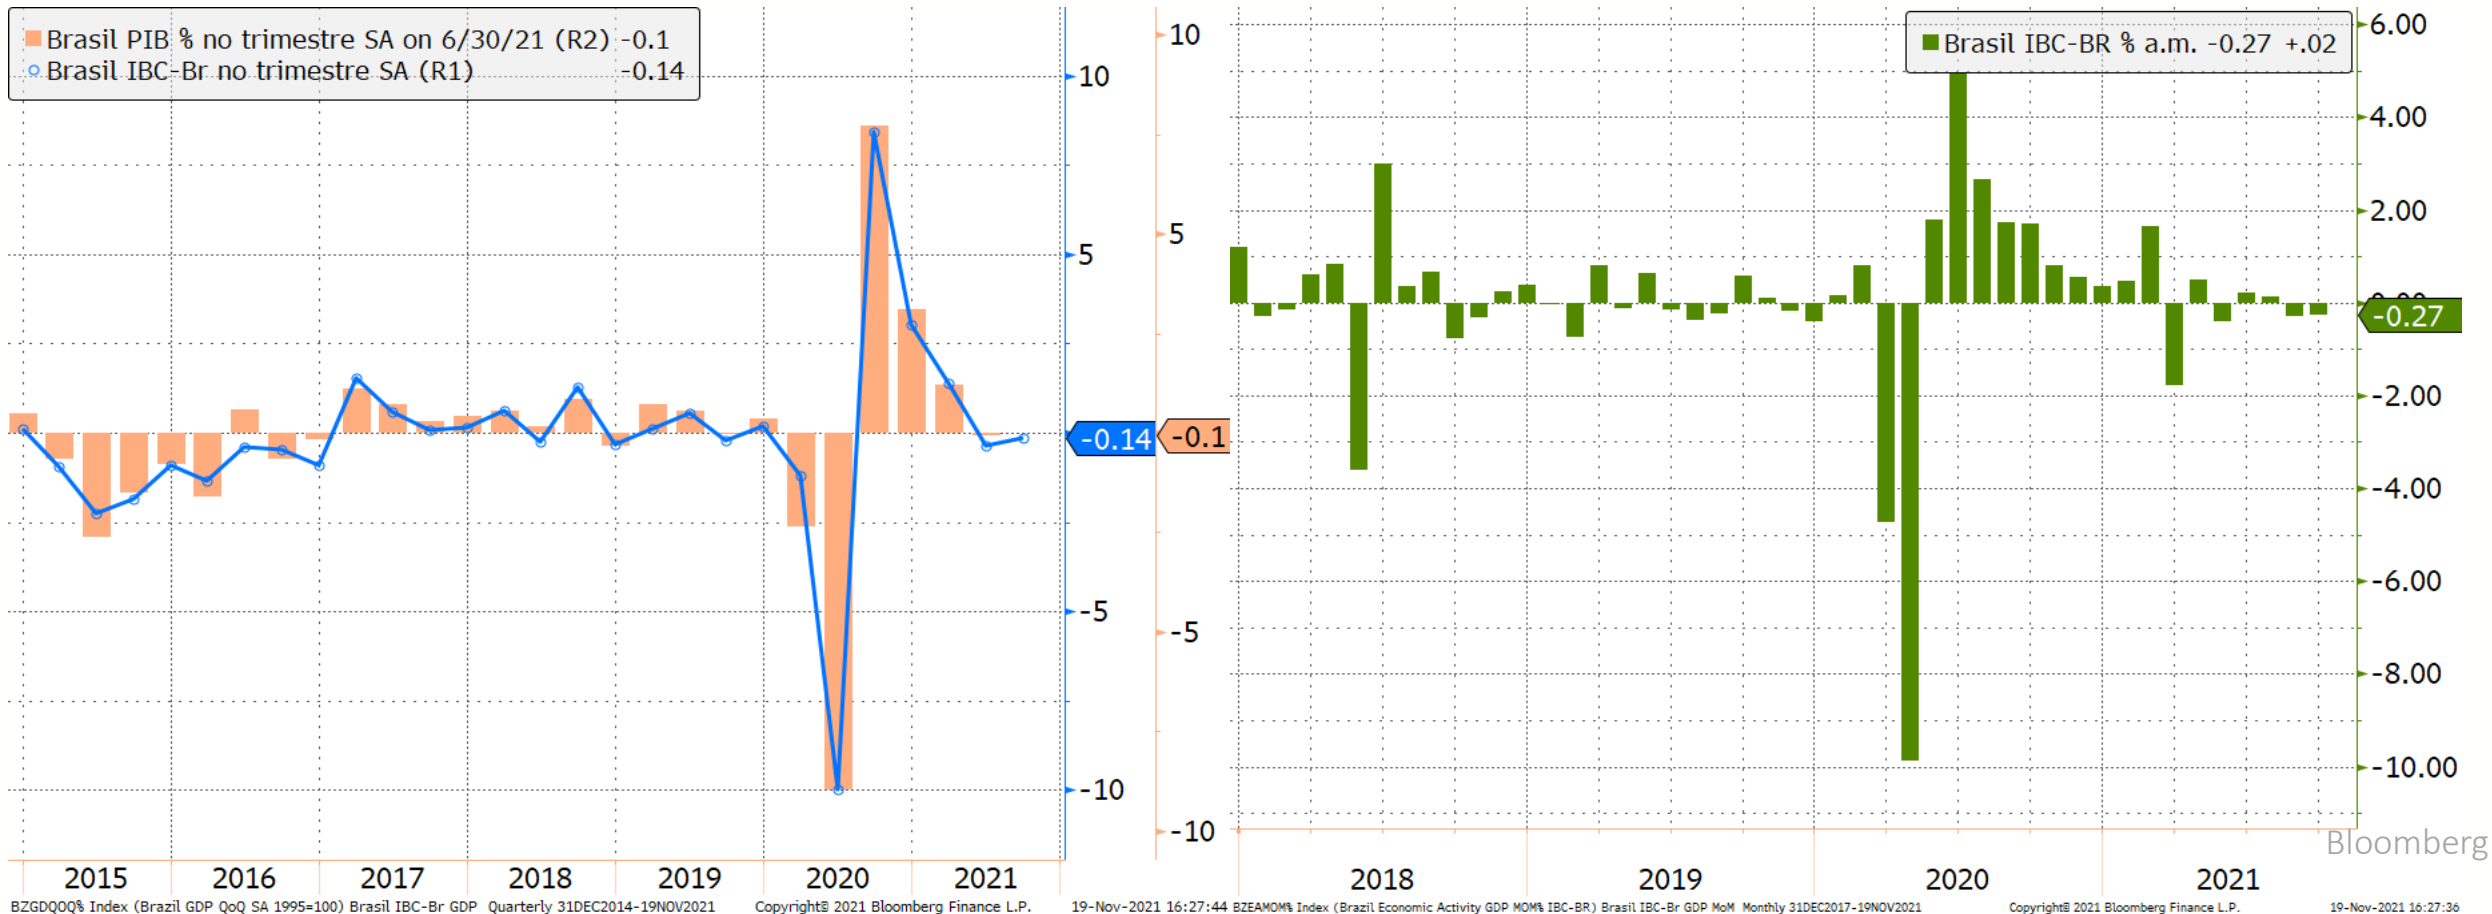 Brasil PIB % no trimestre SA on 6/30/21 (R2) -0.1
Brasil IBC-Br no trimestre SA (R1) -0.14
10
5
-0.14
-5
-10
10
5
-0.1
-5
-10
2015 2016 2017 2018 2019 2020 2021
BZGDQOQ% Index (Brazil GDP QoQ SA 1995=100) Brasil IBC-Br GDP Quarterly 31DEC2014-19NOV2021 Copyright© 2021 Bloomberg Finance L.P. 19-Nov-2021 16:27:44
Brasil IBC-BR % a.m. -0.27 +.02
6.00
4.00
2.00
0.00
-0.27
-2.00
-4.00
-6.00
-8.00
-10.00
Bloomberg
2018 2019 2020 2021
BZEAMOM% Index (Brazil Economic Activity GDP MOM% IBC-BR) Brasil IBC-Br GDP MoM Monthly 31DEC2017-19NOV2021 Copyright© 2021 Bloomberg Finance L.P. 19-Nov-2021 16:27:36